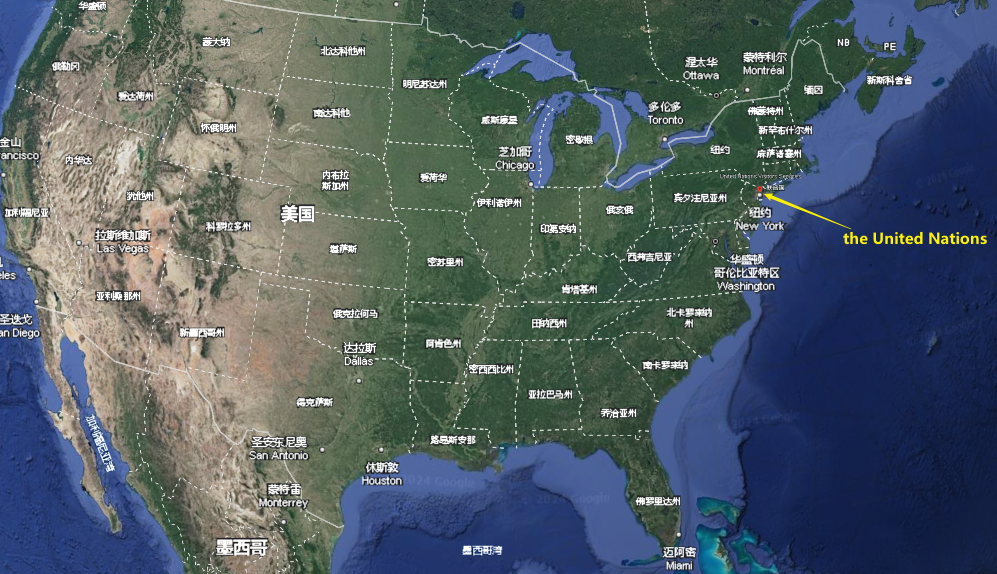 华盛顿
蒙大纳
北达科他州
俄勒冈
爱达荷州
明尼苏达州
渥太华
Ottawa
蒙特利尔
Montréal
NB
PE
新斯科舍省
缅因
南达科他
怀俄明州
威斯康星
密歇根
多伦多
Toronto
佛蒙特州
新罕布什尔州
纽约
麻萨诸塞州
金山
rancisco
内华达
犹他州
内布拉
斯加州
爱荷华
芝加哥
Chicago
伊利诺伊州
俄亥俄
宾夕法尼亚州
United Nations Visitors Services
联合国
纽约
New York
the United Nations
加利福尼亚
美国
科罗拉多州
拉斯维加斯
Las Vegas
堪萨斯
密苏里州
印第安纳
西弗吉尼亚
华盛顿
哥伦比亚特区
Washington
eles
亚利桑那州
圣迭戈
an Diego
新墨西哥州
俄克拉何马
肯塔基州
田纳西州
北卡罗来纳
州
达拉斯
Dallas
阿肯色州
密西西比州
亚拉巴马州
南卡罗来纳
乔治亚州
得克萨斯
路易斯安那
加利福尼亚湾
圣安东尼奥
San Antonio
休斯敦
Houston
蒙特雷
Monterrey
佛罗里达州
墨西哥
墨西哥湾
迈阿密
Miami